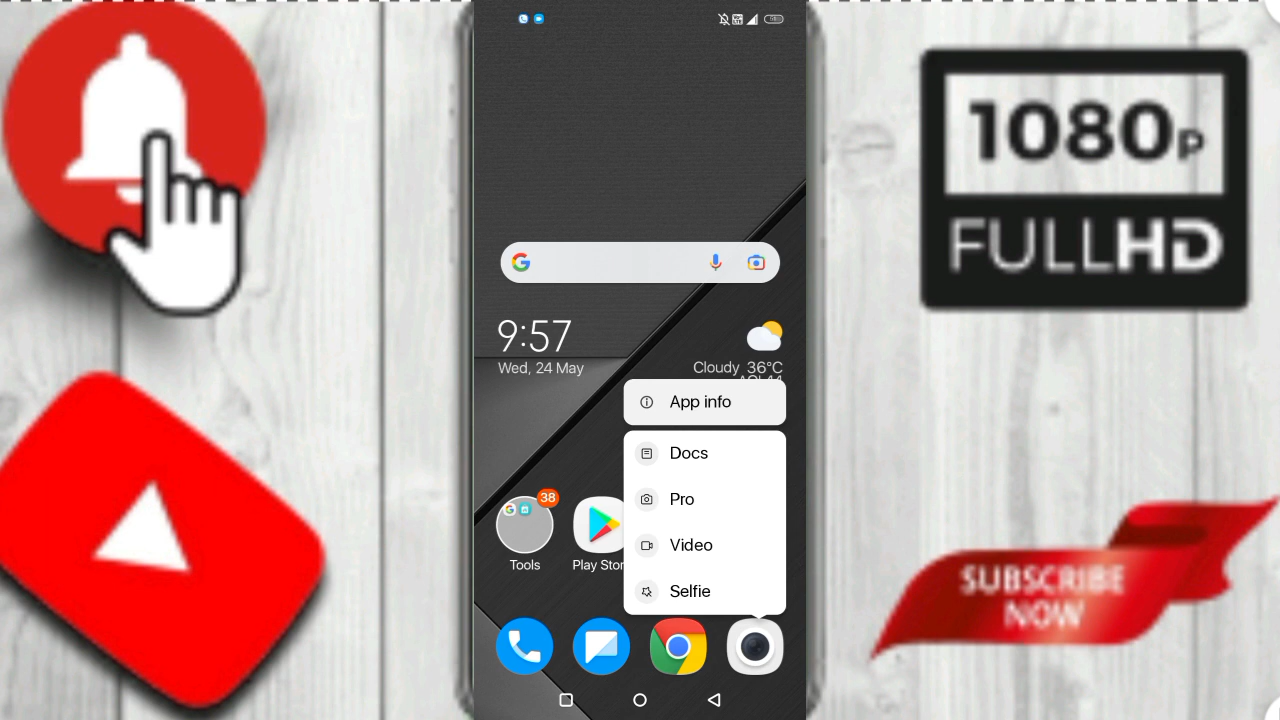 1080P
FULLHD
9:57
Wed, 24 May
Cloudy 36°C
App info
Docs
Pro
Video
Selfie
38
Tools
Play Stor
SUBSCRIBE
NOW